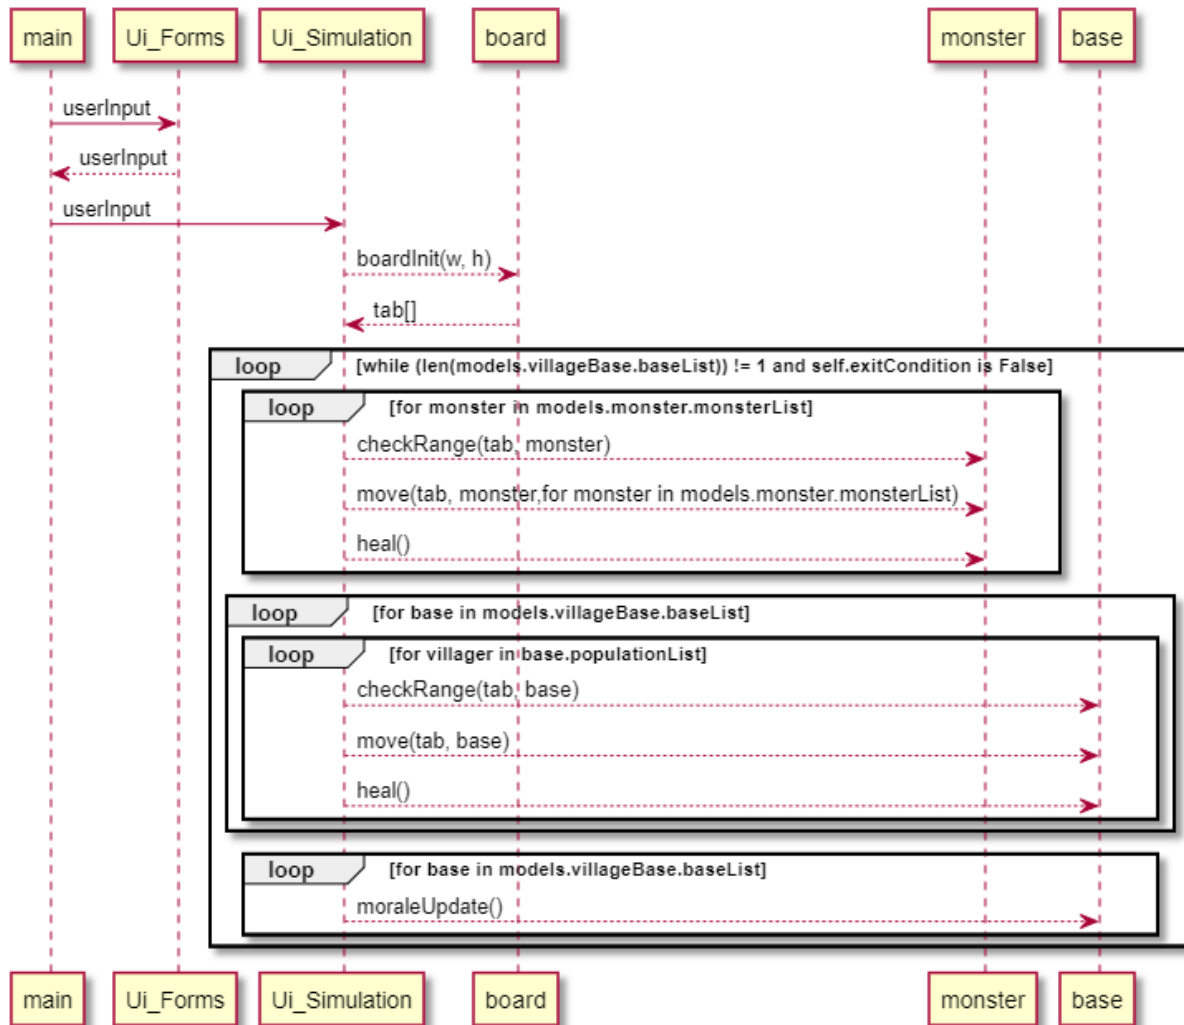 main Ui_Forms Ui_Simulation board monster base
userInput
userInput
userInput
boardInit(w, h)
tab[]
loop [while (len(models.villageBase.baseList)) != 1 and self.exitCondition is False]
loop [for monster in models.monster.monsterList]
checkRange(tab, monster)
move(tab, monster,for monster in models.monster.monsterList)
heal()
loop [for base in models.villageBase.baseList]
loop [for villager in base.populationList]
checkRange(tab, base)
move(tab, base)
heal()
loop [for base in models.villageBase.baseList]
moraleUpdate()
main Ui_Forms Ui_Simulation board monster base